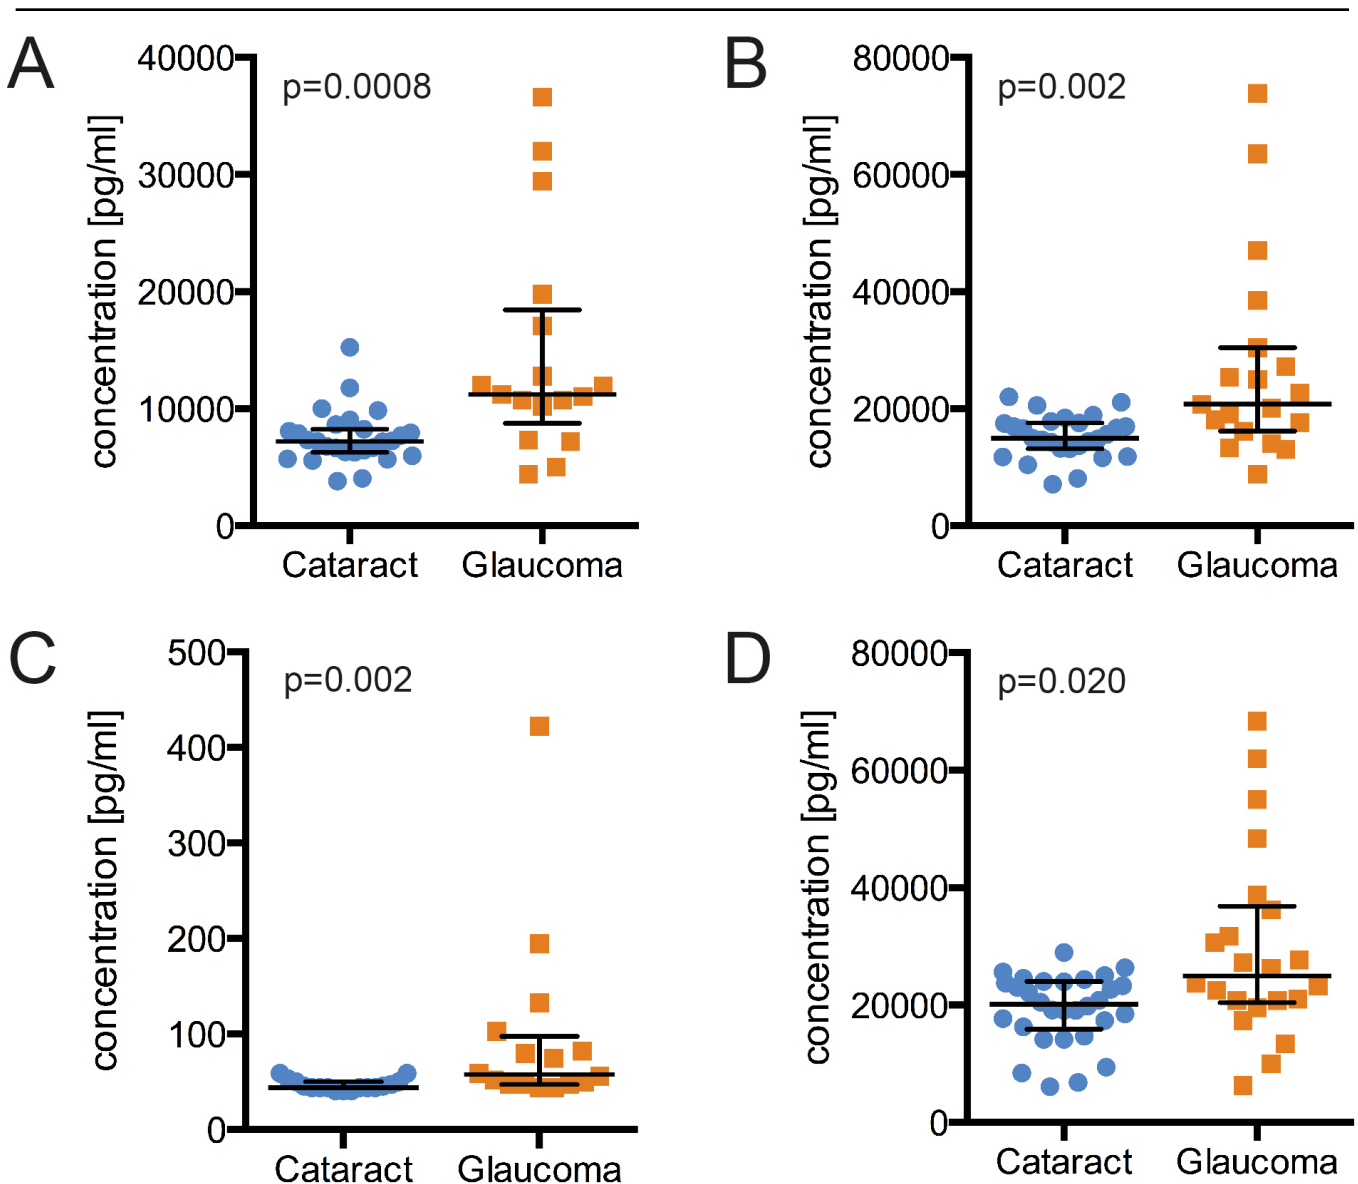 A
p=0.0008
concentration [pg/ml]
40000
30000
20000
10000
0
Cataract Glaucoma
B
p=0.002
concentration [pg/ml]
80000
60000
40000
20000
0
Cataract Glaucoma
C
p=0.002
concentration [pg/ml]
500
400
300
200
100
0
Cataract Glaucoma
D
p=0.020
concentration [pg/ml]
80000
60000
40000
20000
0
Cataract Glaucoma